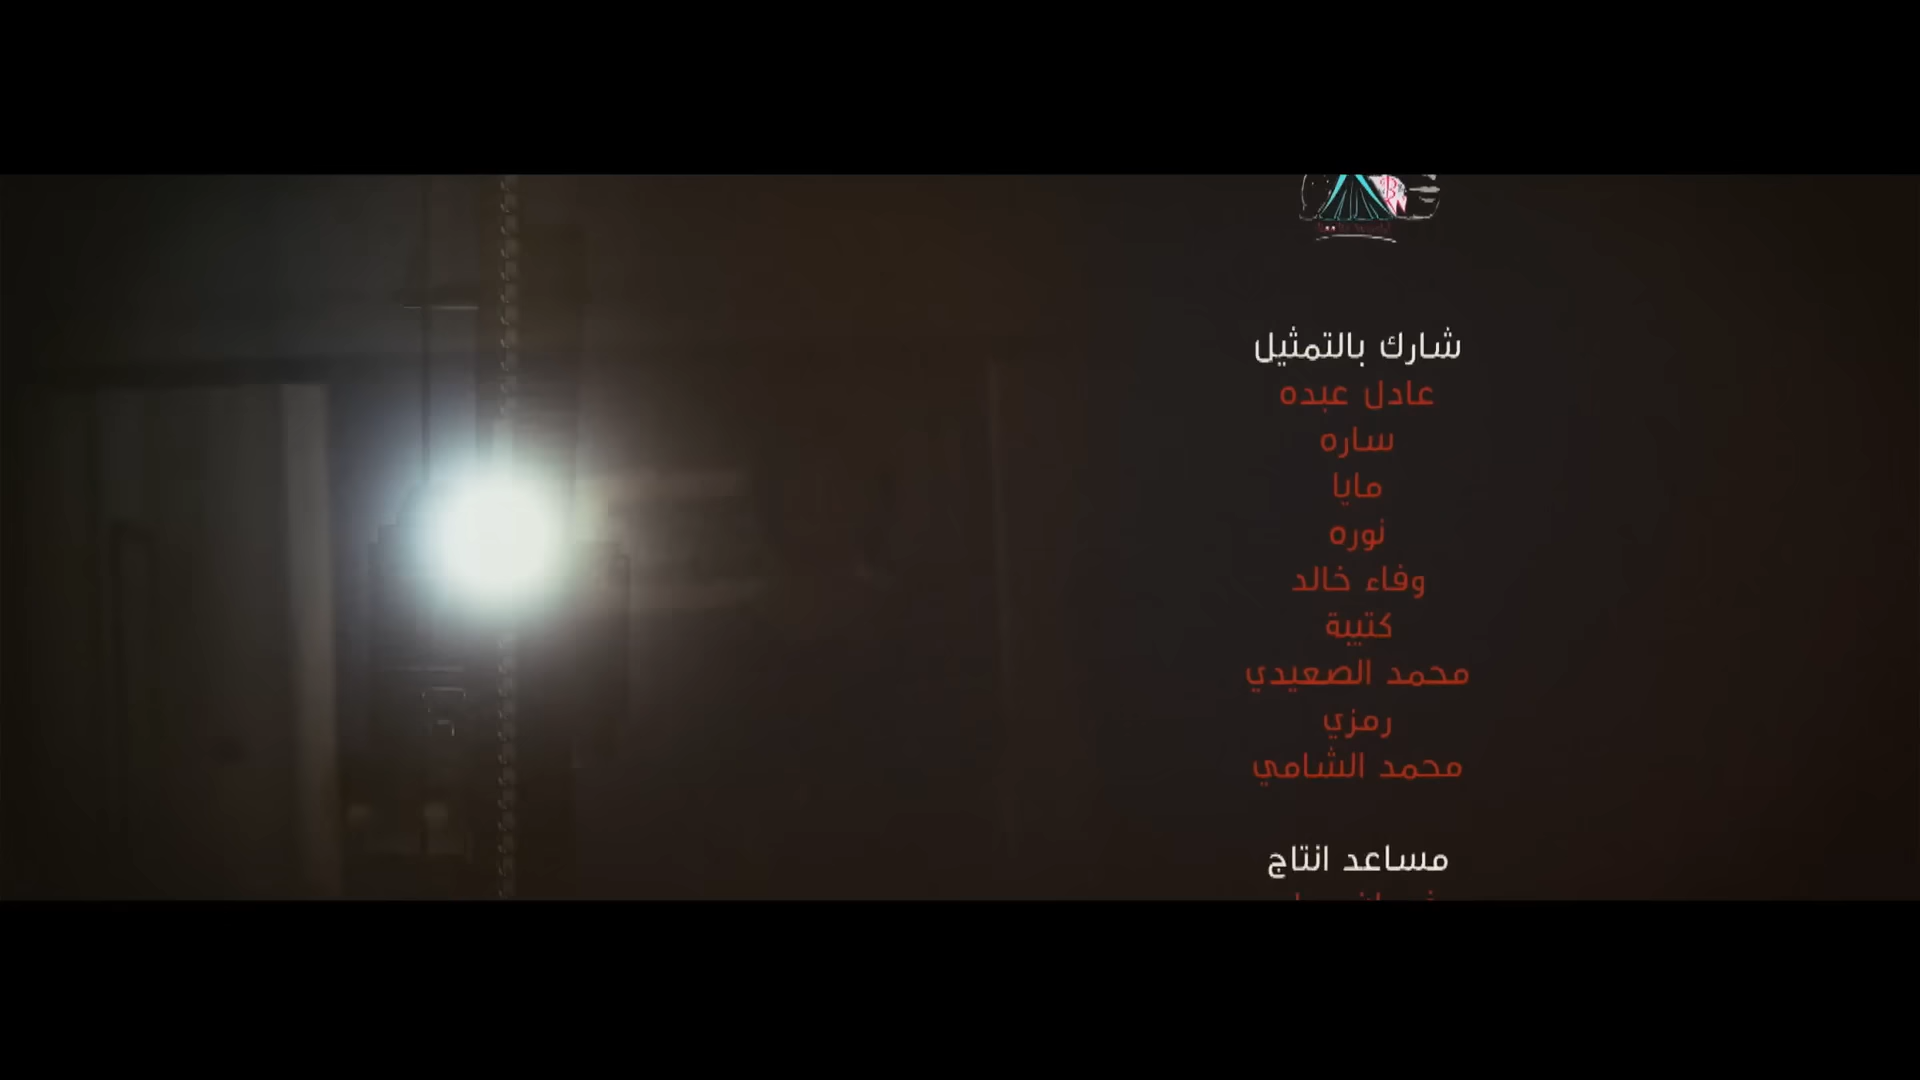 شارك بالتمثيل
عادل عبده
ساره
مايا
نوره
وفاء خالد
كتيبة
محمد الصعيدي
رمزي
محمد الشامي
مساعد انتاج